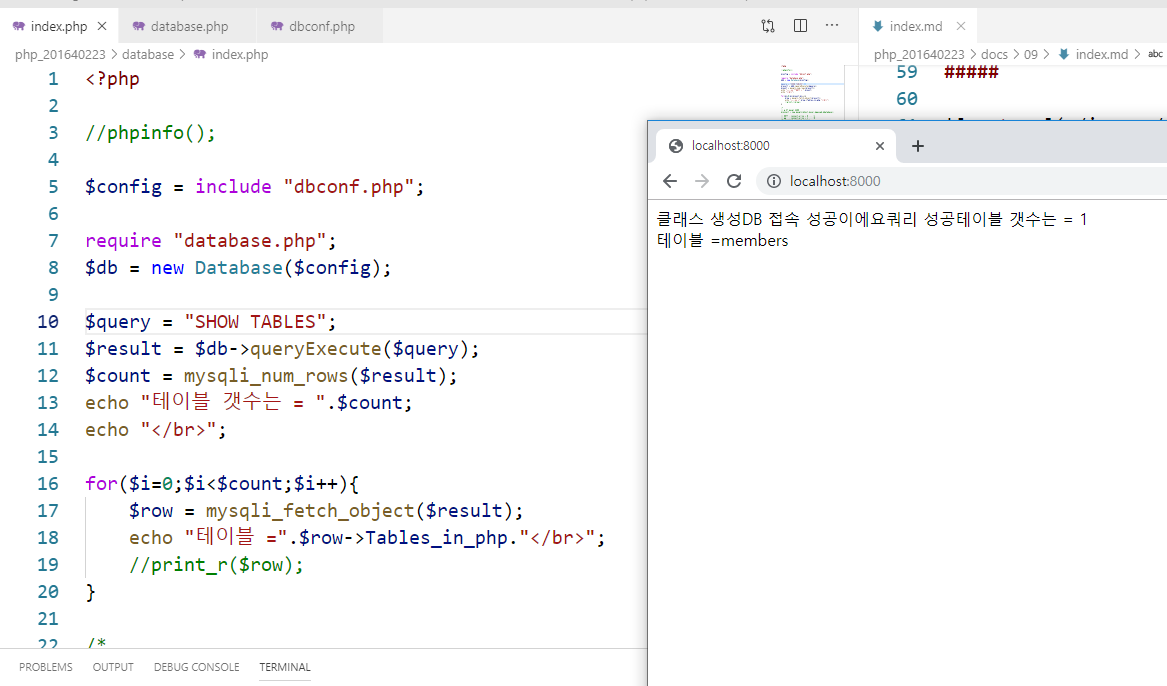 index.php
database.php
dbconf.php
php_201640223 > database > index.php
1 <?php
2
3 //phpinfo();
4
5 $config = include "dbconf.php";
6
7 require "database.php";
8 $db = new Database($config);
9
10 $query = "SHOW TABLES";
11 $result = $db->queryExecute($query);
12 $count = mysqli_num_rows($result);
13 echo "테이블 갯수는 = ".$count;
14 echo "</br>";
15
16 for($i=0;$i<$count;$i++){
17 $row = mysqli_fetch_object($result);
18 echo "테이블 =".$row->Tables_in_php."</br>";
19 //print_r($row);
20 }
21
22 /*
PROBLEMS OUTPUT DEBUG CONSOLE TERMINAL
index.md
php_201640223 > docs > 09 > index.md > abc
59 #####
60
localhost:8000
localhost:8000
클래스 생성DB 접속 성공이에요쿼리 성공테이블 갯수는 = 1
테이블 =members